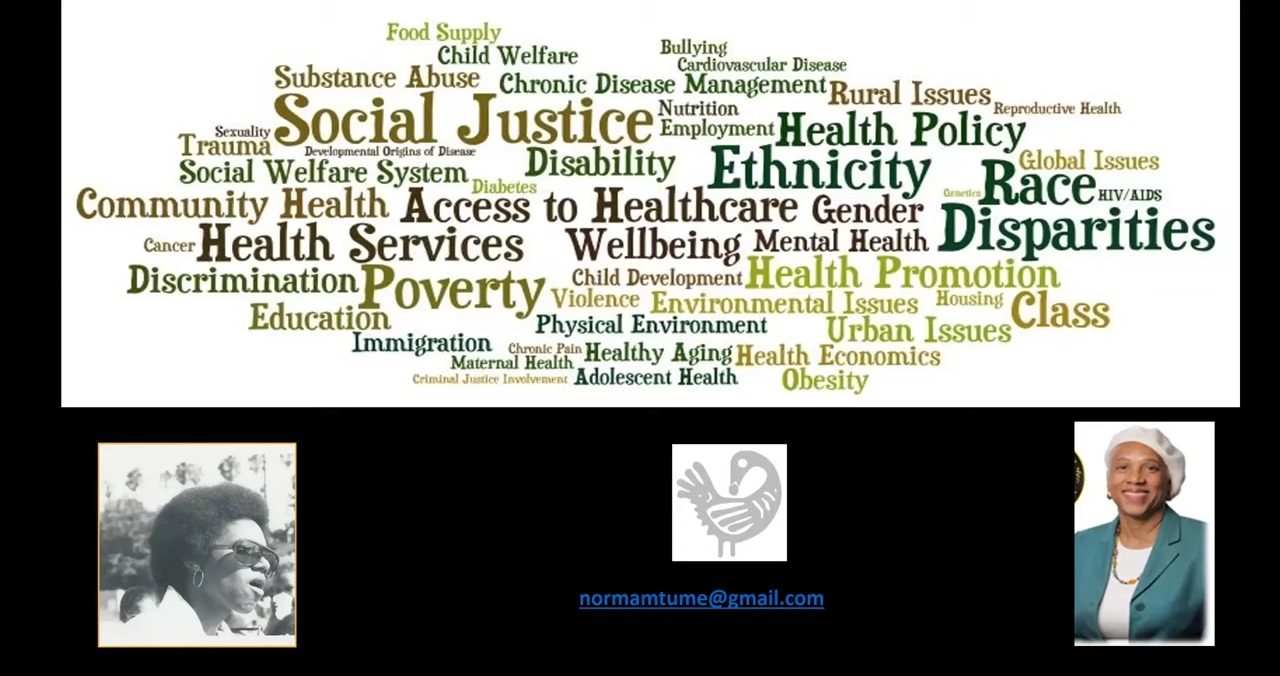 Food Supply
Child Welfare
Bullying
Cardiovascular Disease
Substance Abuse
Chronic Disease Management
Rural Issues
Social Justice
Nutrition
Reproductive Health
Sexuality
Employment
Health Policy
Trauma
Developmental Origins of Disease
Disability
Ethnicity
Global Issues
Social Welfare System
Diabetes
Genetics
Race
HIV/AIDS
Community Health
Access to Healthcare
Gender
Disparities
Cancer
Health Services
Wellbeing
Mental Health
Discrimination
Poverty
Child Development
Health Promotion
Violence
Environmental Issues
Housing
Class
Education
Physical Environment
Urban Issues
Immigration
Chronic Pain
Healthy Aging
Health Economics
Maternal Health
Criminal Justice Involvement
Adolescent Health
Obesity
normamtume@gmail.com